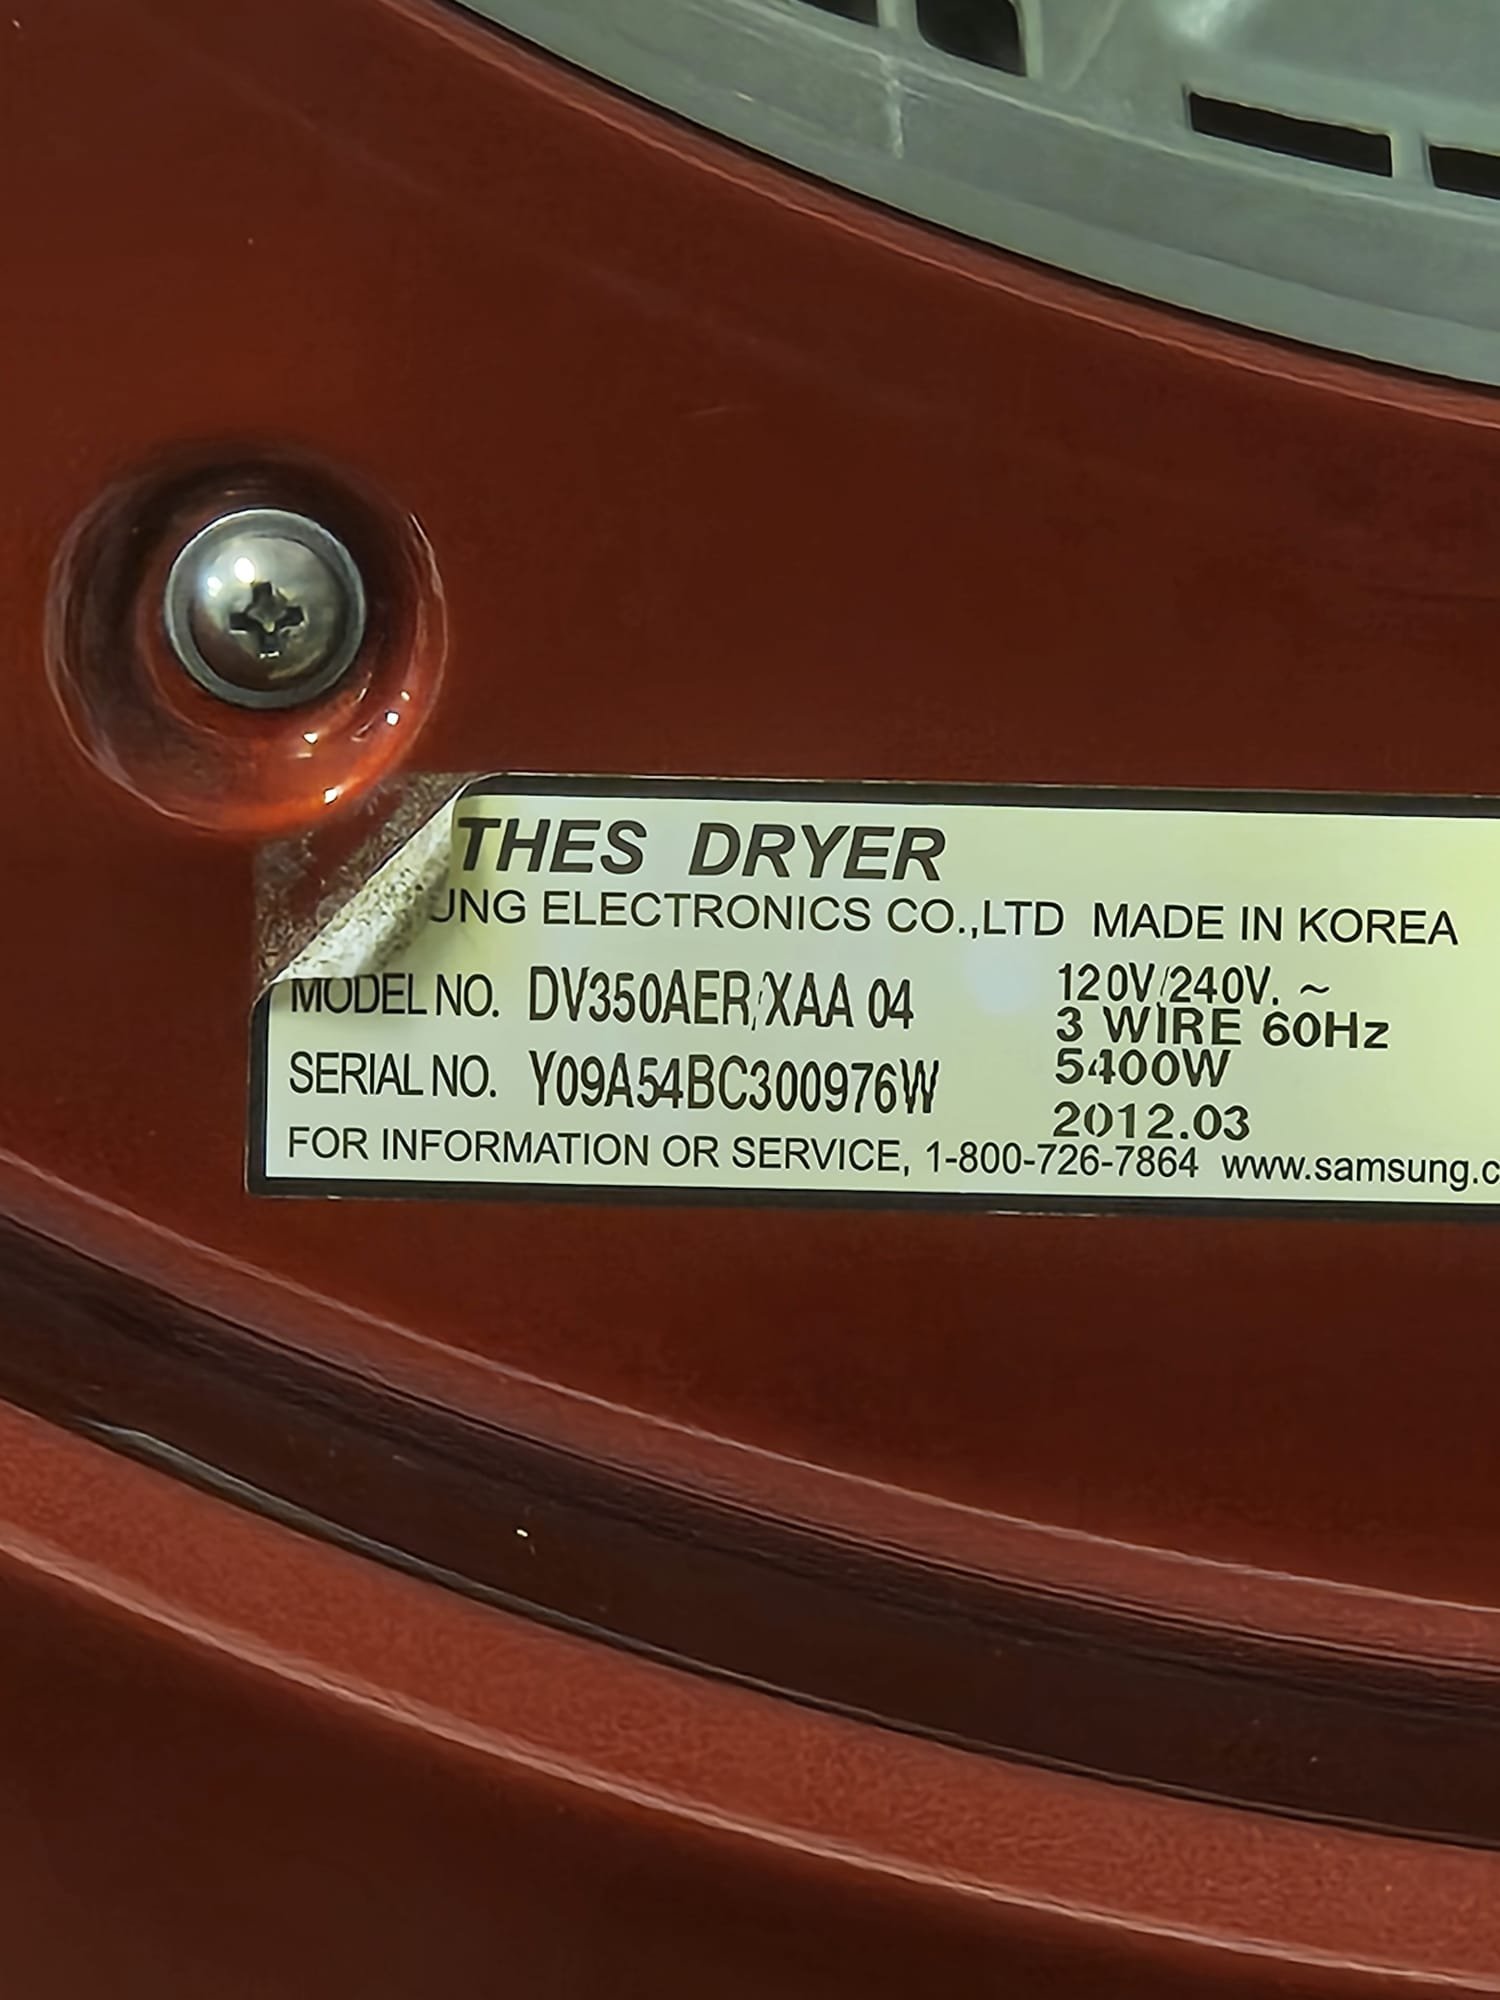 THES DRYER
UNG ELECTRONICS CO.,LTD MADE IN KOREA
MODEL NO. DV350AER/XAA 04
120V/240V. ~
3 WIRE 60Hz
SERIAL NO. Y09A54BC300976W
5400W
2012.03
FOR INFORMATION OR SERVICE, 1-800-726-7864 www.samsung.c